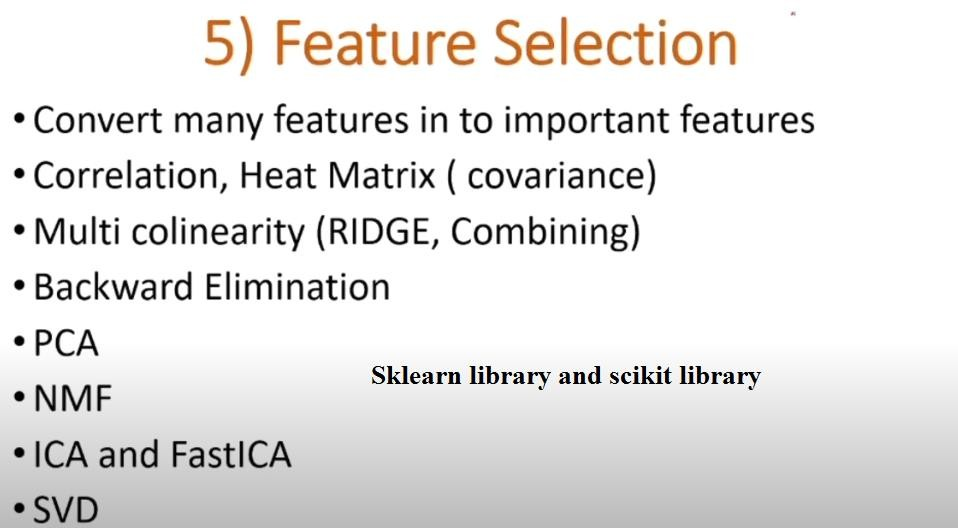 5) Feature Selection
• Convert many features in to important features
• Correlation, Heat Matrix ( covariance)
• Multi colinearity (RIDGE, Combining)
• Backward Elimination
• PCA
Sklearn library and scikit library
• NMF
• ICA and FastICA
• SVD